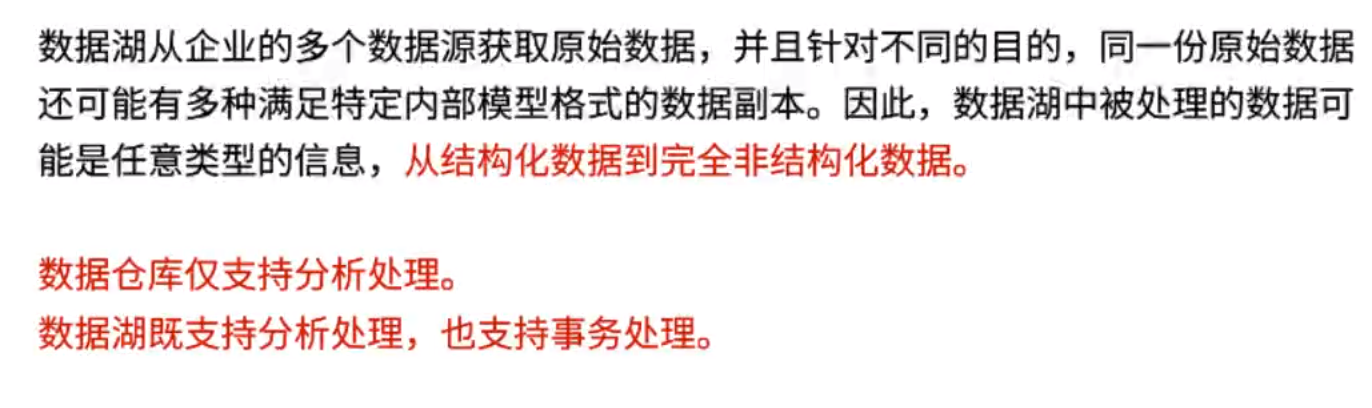 数据湖从企业的多个数据源获取原始数据，并且针对不同的目的，同一份原始数据
还可能有多种满足特定内部模型格式的数据副本。因此，数据湖中被处理的数据可
能是任意类型的信息，从结构化数据到完全非结构化数据。
数据仓库仅支持分析处理。
数据湖既支持分析处理，也支持事务处理。